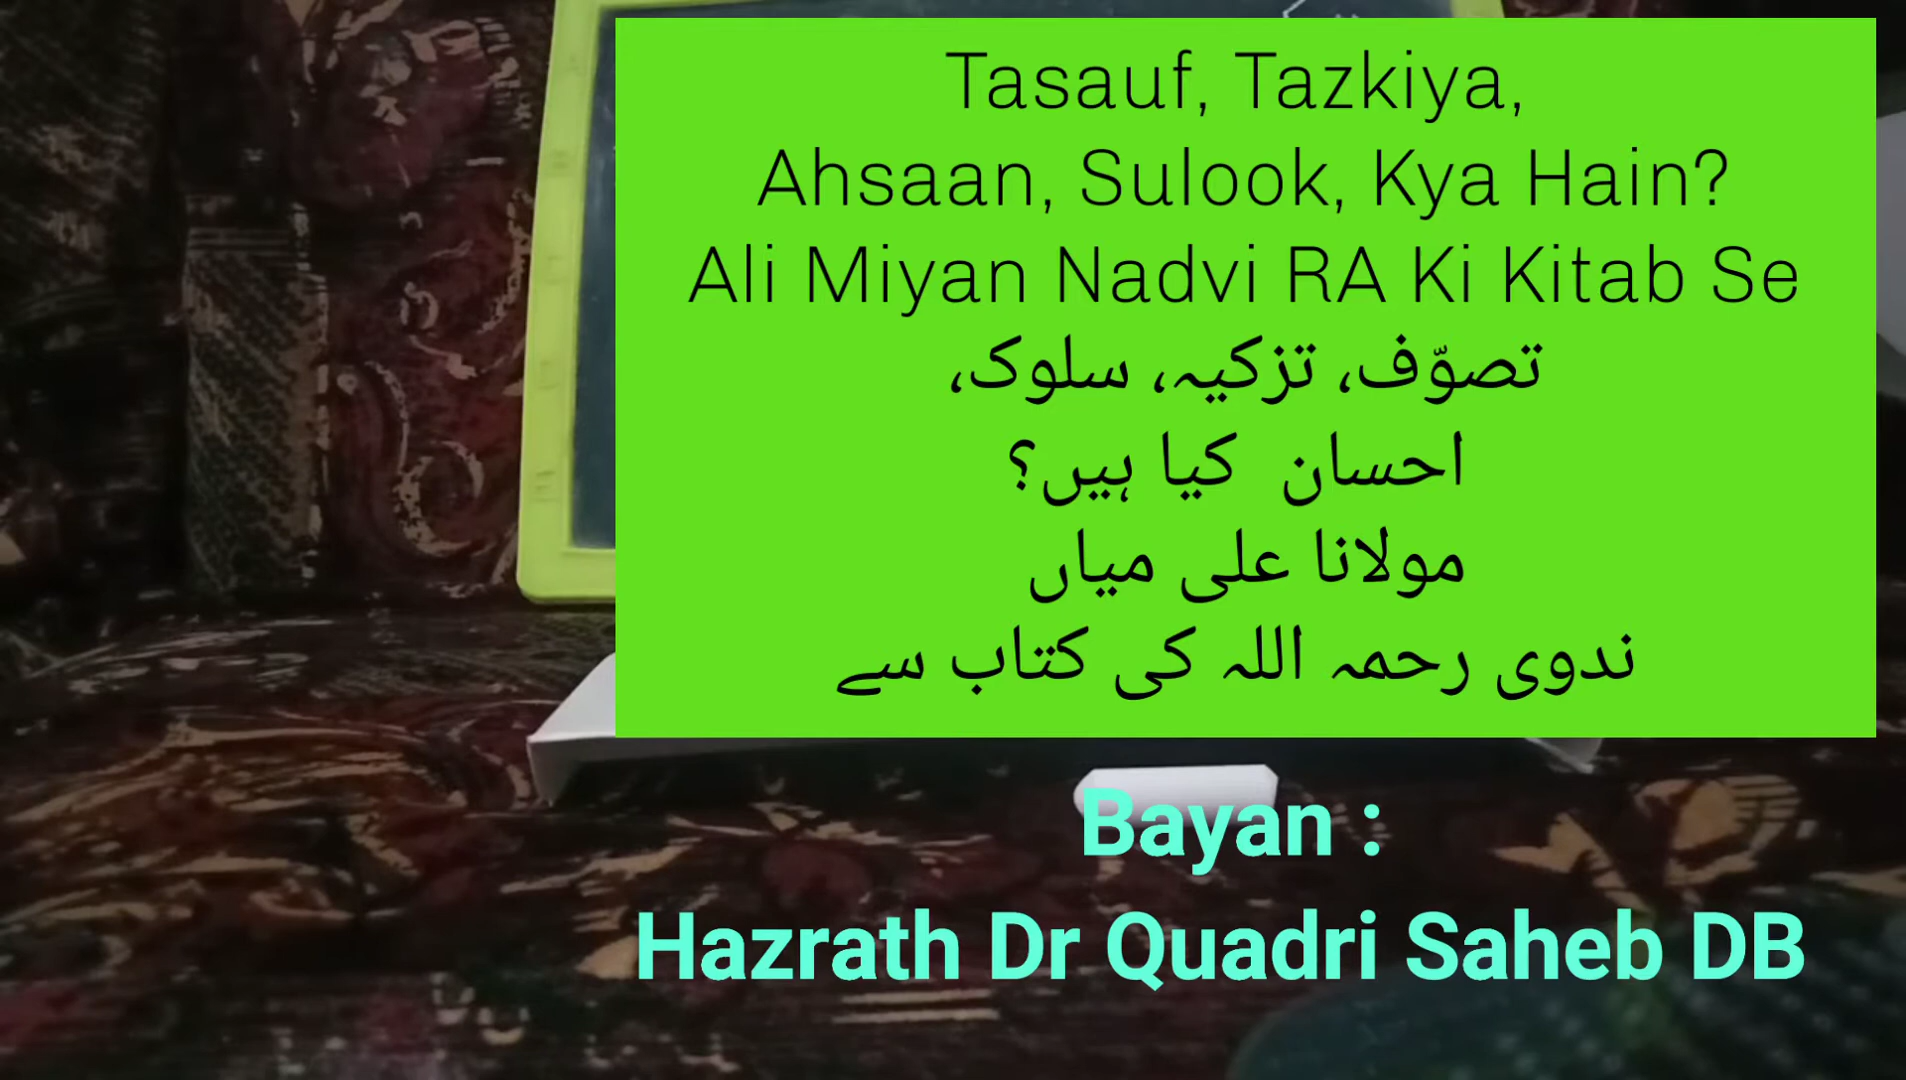 Tasauf, Tazkiya,
Ahsaan, Sulook, Kya Hain?
Ali Miyan Nadvi RA Ki Kitab Se
تصوّف، تزکیہ، سلوک،
احسان کیا ہیں؟
مولانا علی میاں
ندوی رحمہ اللہ کی کتاب سے
Bayan :
Hazrath Dr Quadri Saheb DB